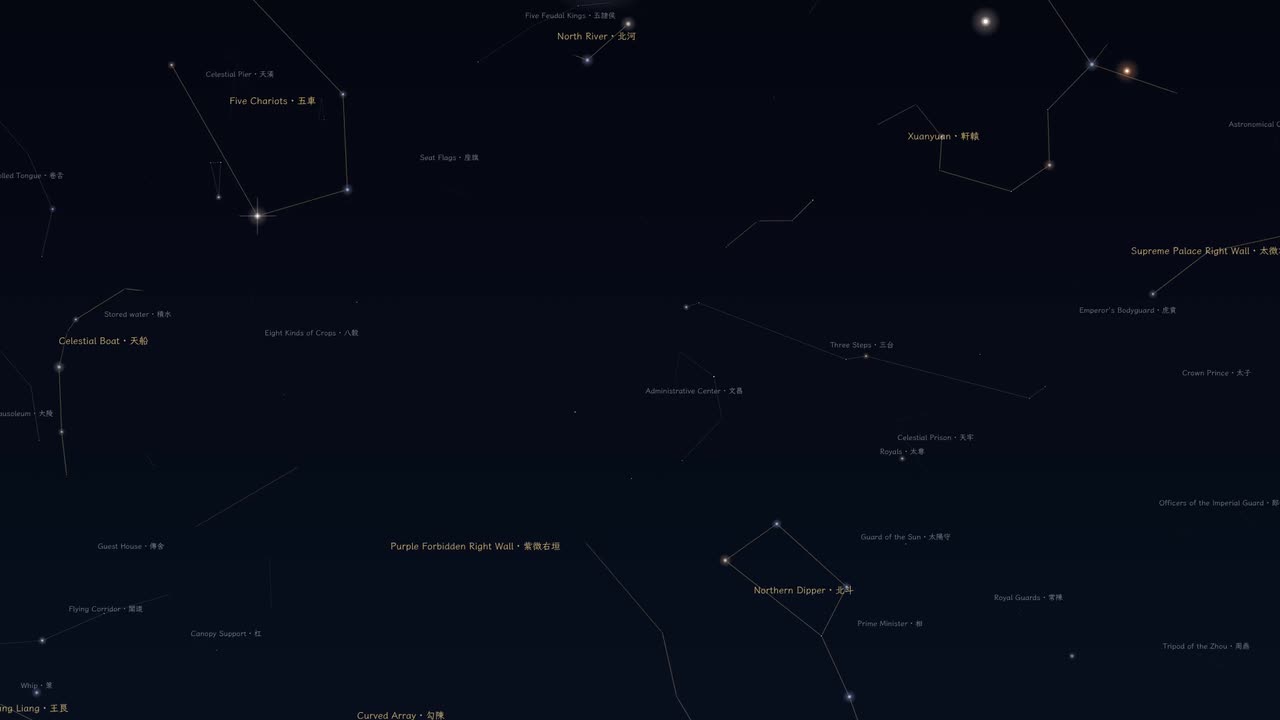 Five Feudal Kings・五諸侯
North River・北河
Celestial Pier・天潢
Five Chariots・五車
Astronomical
Xuanyuan・軒轅
Seat Flags・座旗
Tongue・卷舌
Supreme Palace Right Wall・太微
Emperor's Bodyguard・虎賁
Stored water・積水
Eight Kinds of Crops・八穀
Celestial Boat・天船
Three Steps・三台
Crown Prince・太子
Administrative Center・文昌
・大陵
Celestial Prison・天牢
Royals・太尊
Officers of the Imperial Guard・郎
Guest House・傳舍
Purple Forbidden Right Wall・紫微右垣
Guard of the Sun・太陽守
Northern Dipper・北斗
Royal Guards・常陳
Flying Corridor・閣道
Prime Minister・相
Canopy Support・杠
Tripod of the Zhou・周鼎
Whip・策
Liang・王良
Curved Array・勾陳